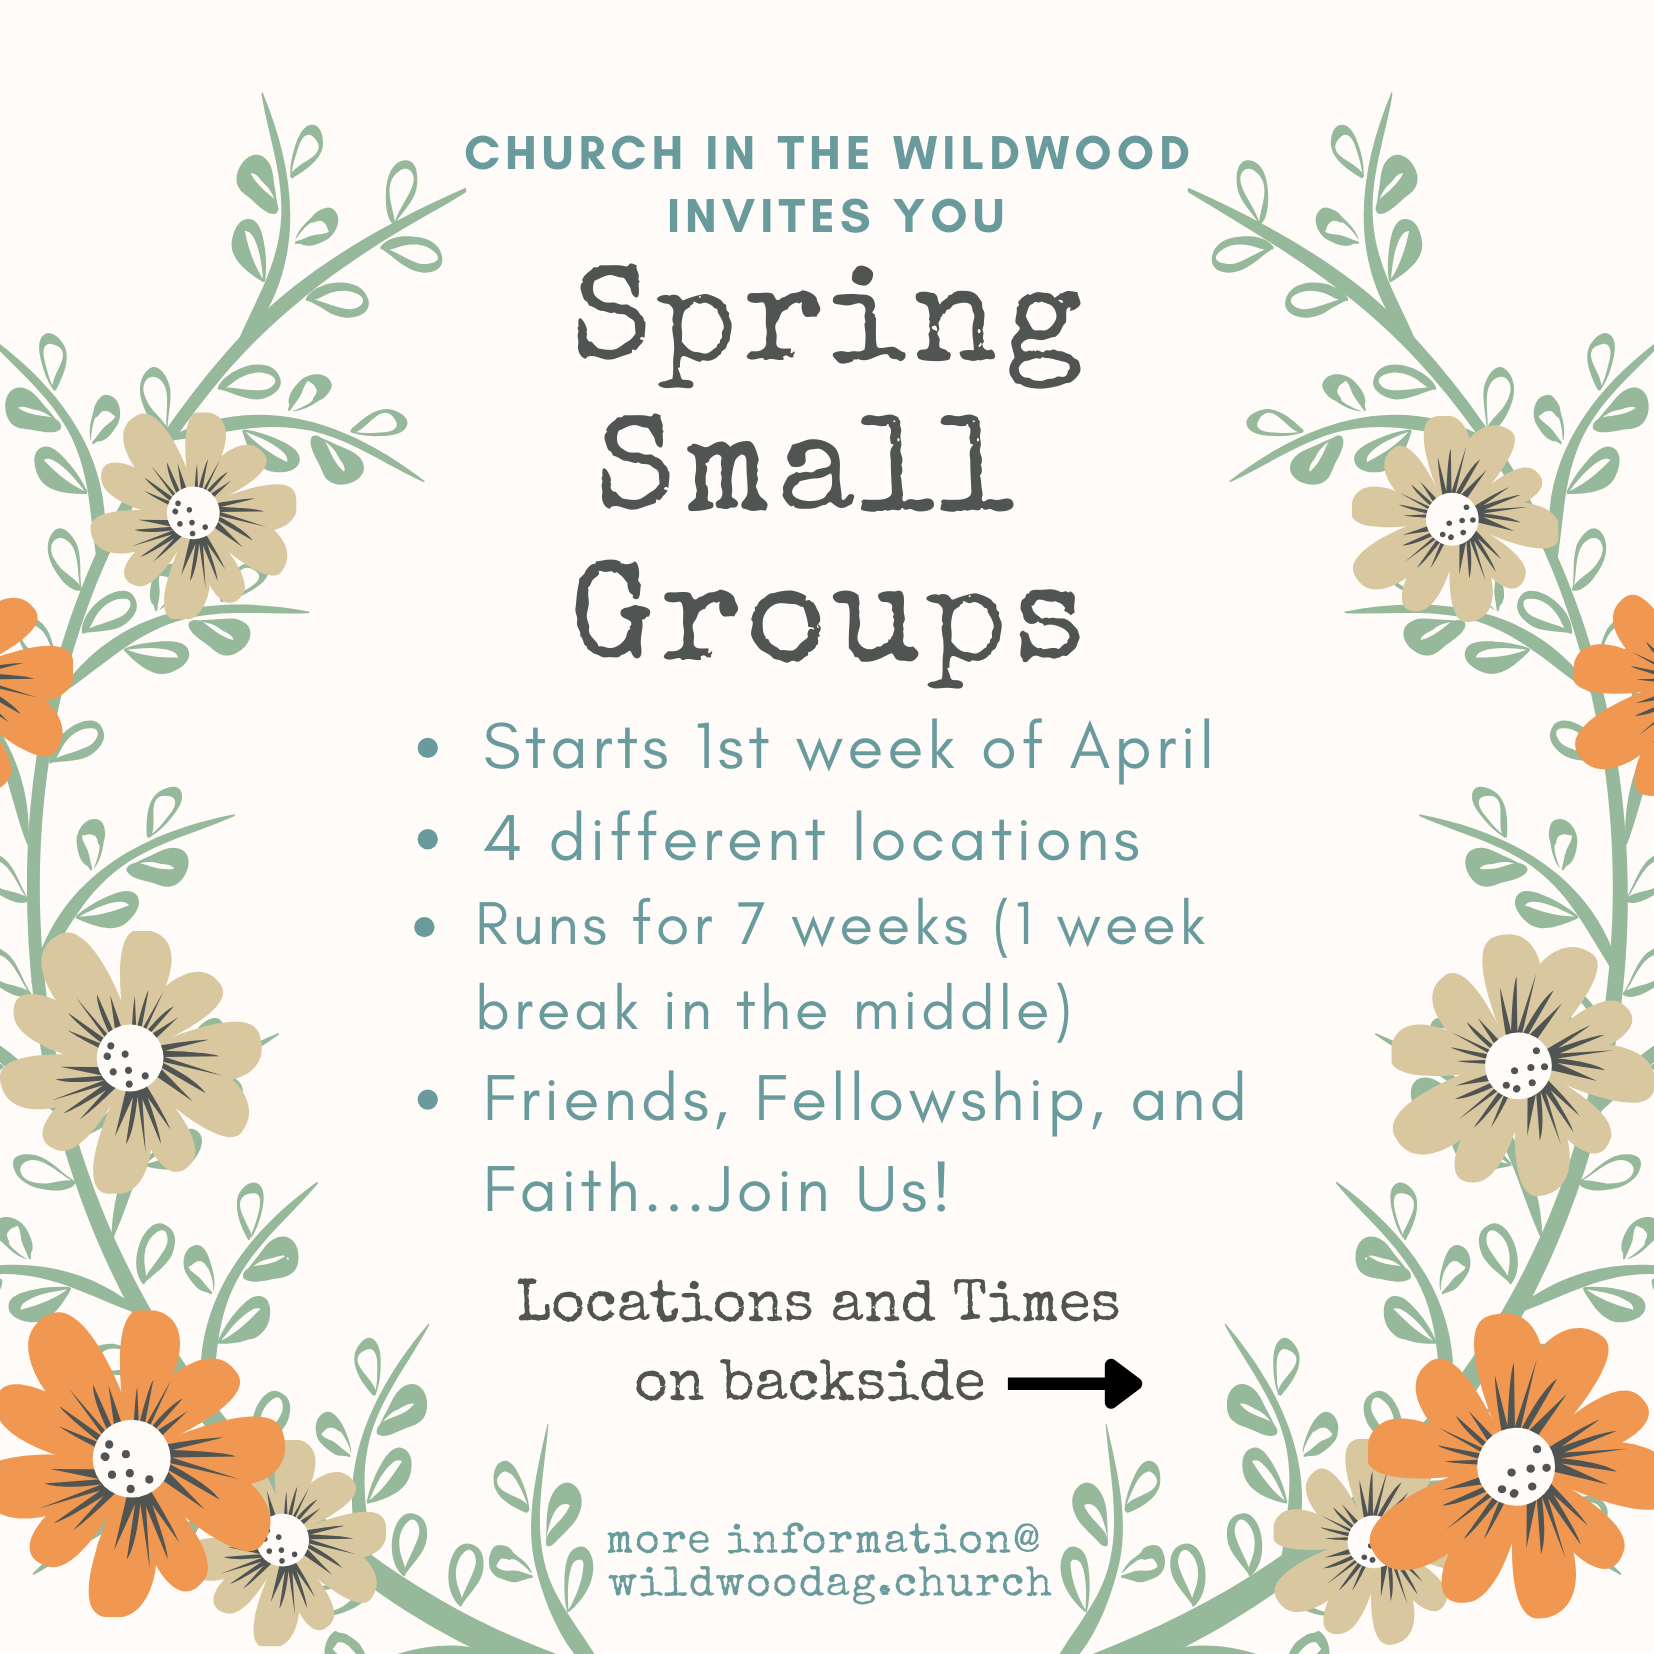 CHURCH IN THE WILDWOOD
INVITES YOU
Spring
Small
Groups
• Starts 1st week of April
• 4 different locations
• Runs for 7 weeks (1 week
break in the middle)
• Friends, Fellowship, and
Faith...Join Us!
Locations and Times
on backside
more information@
wildwoodag.church